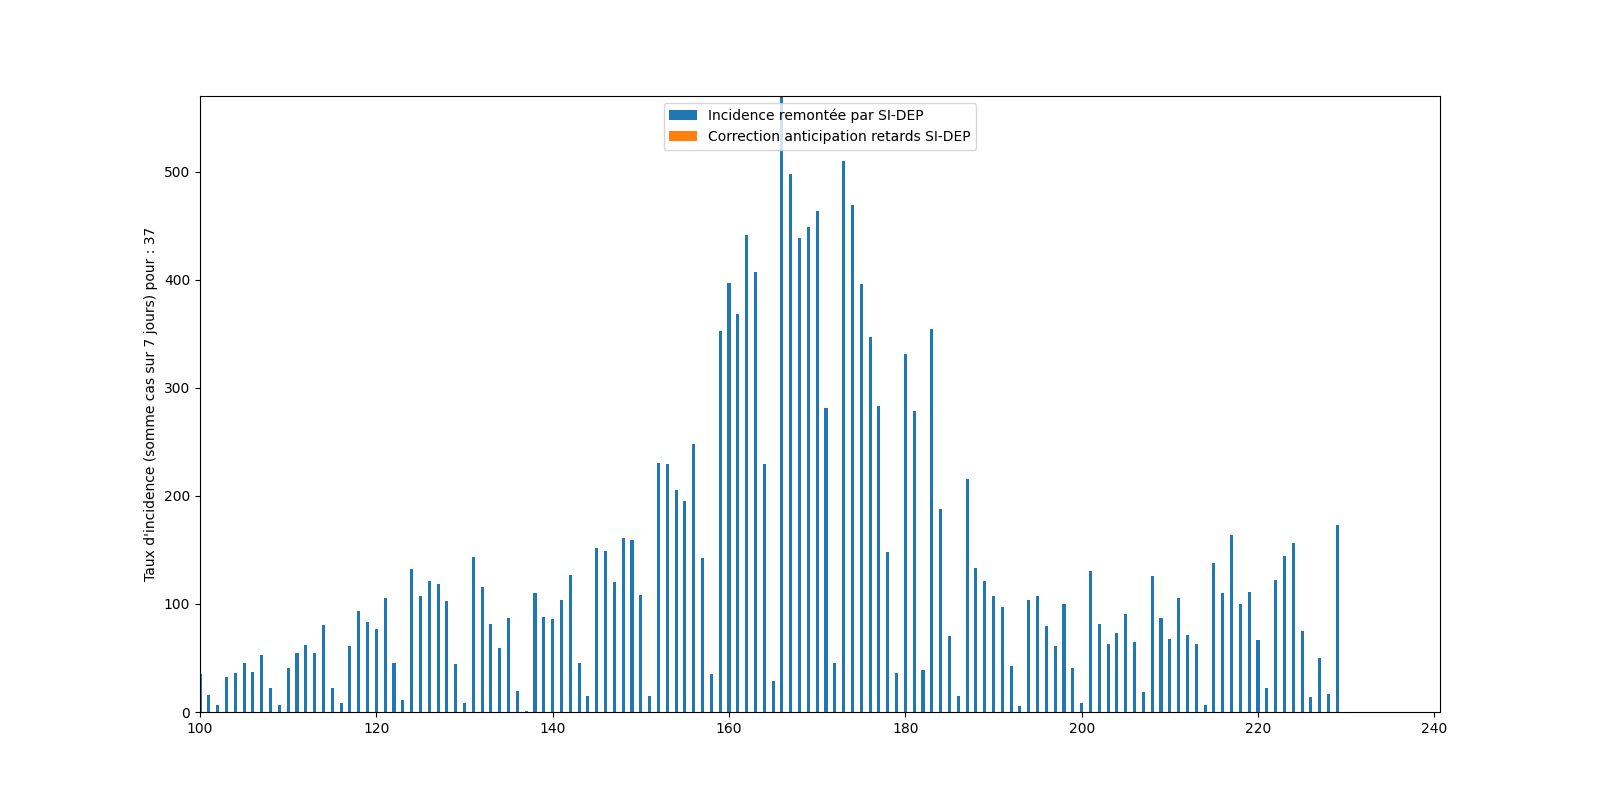 Incidence remontée par SI-DEP
Correction anticipation retards SI-DEP
Taux d'incidence (somme cas sur 7 jours) pour : 37
500
400
300
200
100
0
100 120 140 160 180 200 220 240